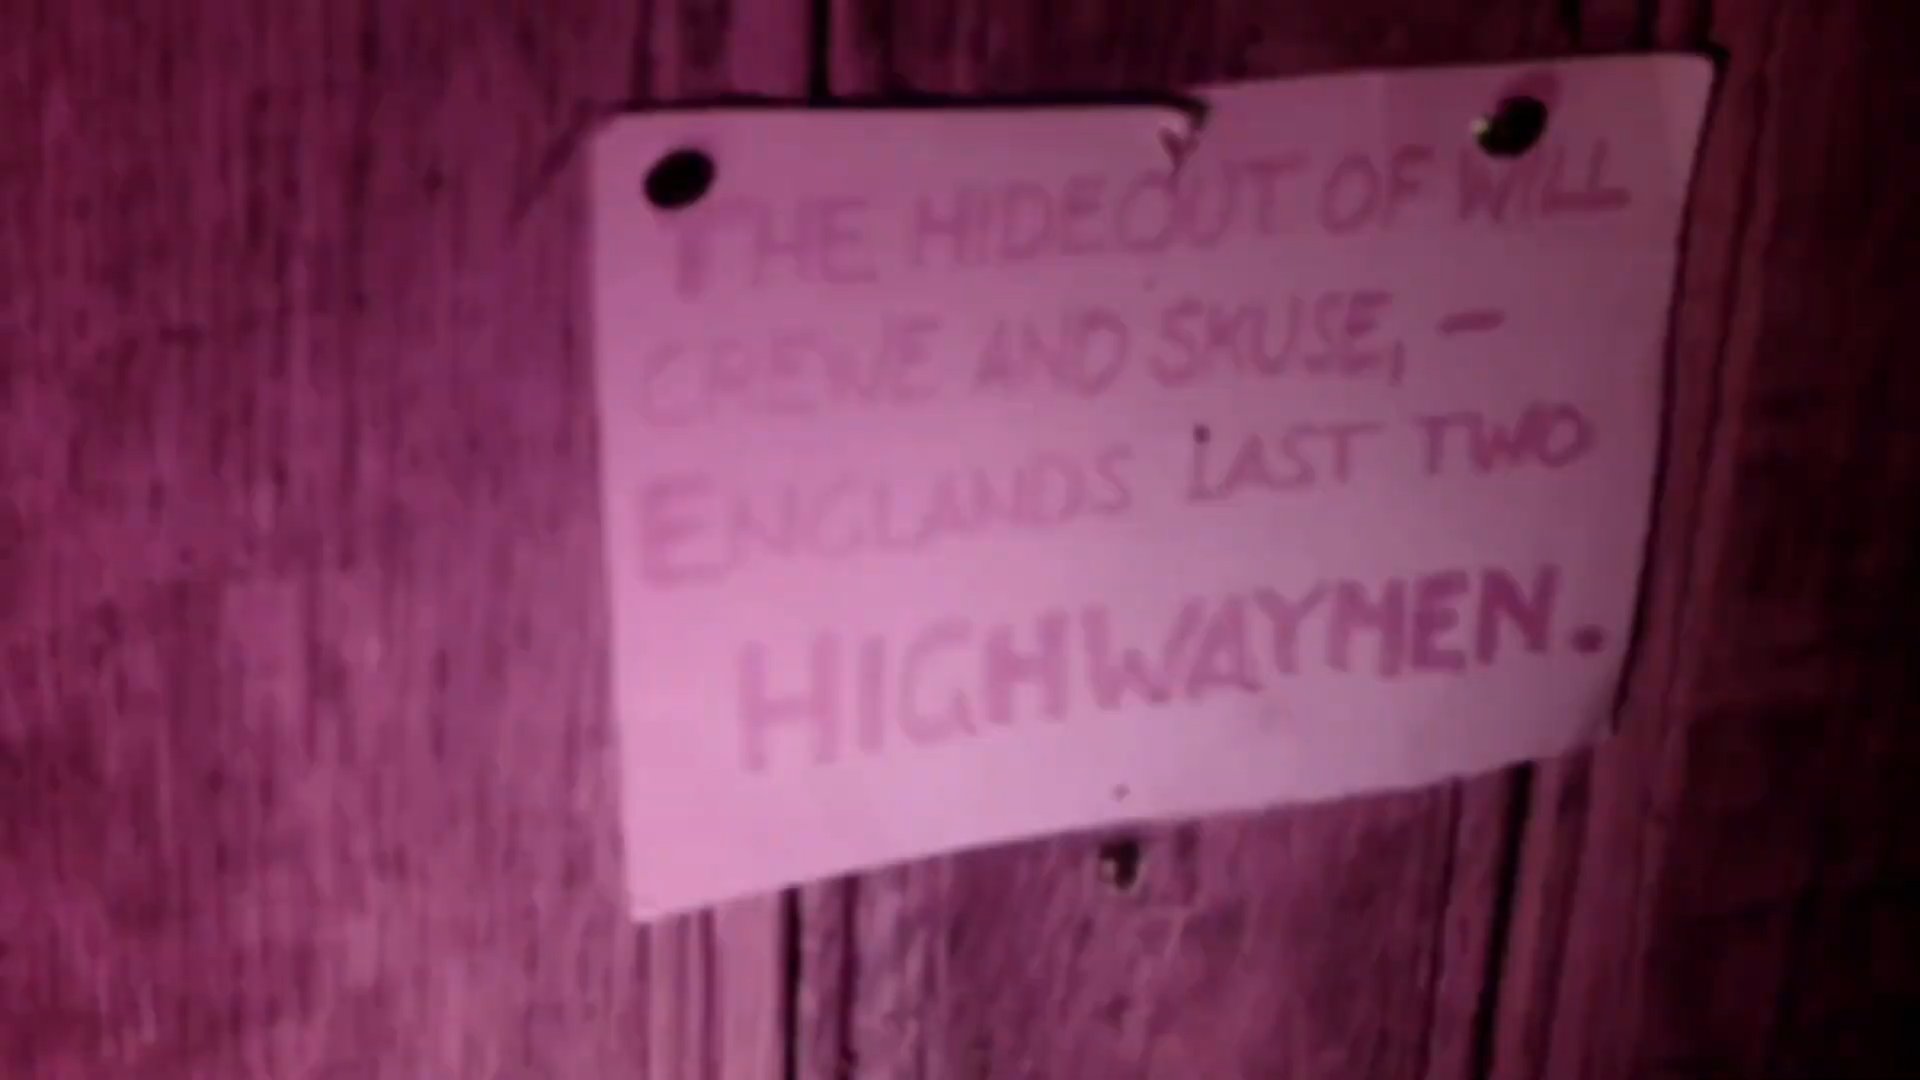 THE HIDEOUT OF WILL
CREWE AND SKUSE, –
ENGLANDS LAST TWO
HIGHWAYMEN.